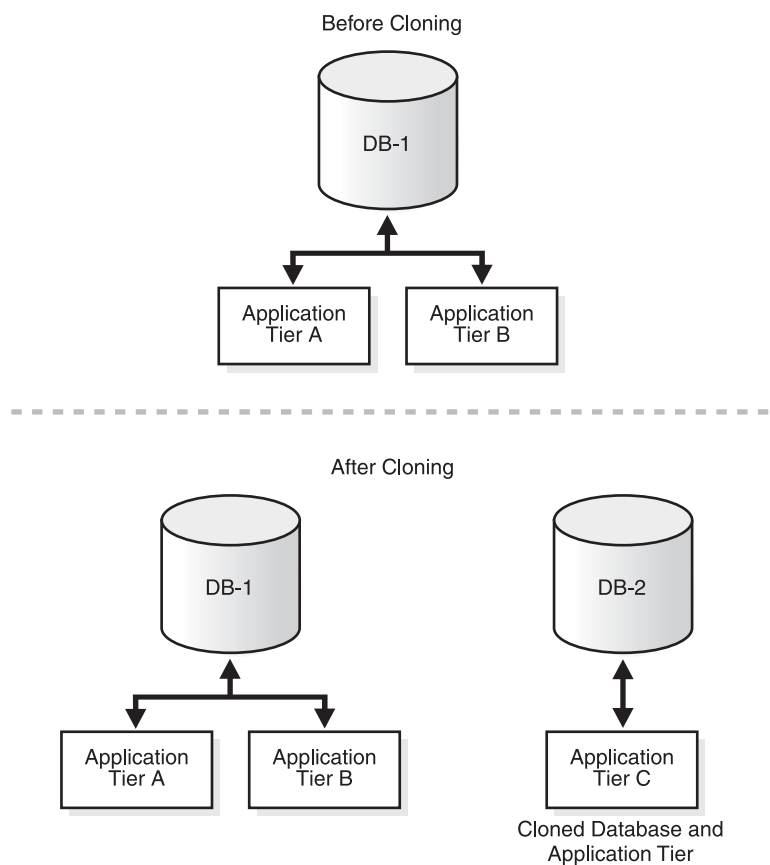 Before Cloning
DB-1
Application
Tier A
Application
Tier B
After Cloning
DB-1
DB-2
Application
Tier A
Application
Tier B
Application
Tier C
Cloned Database and
Application Tier